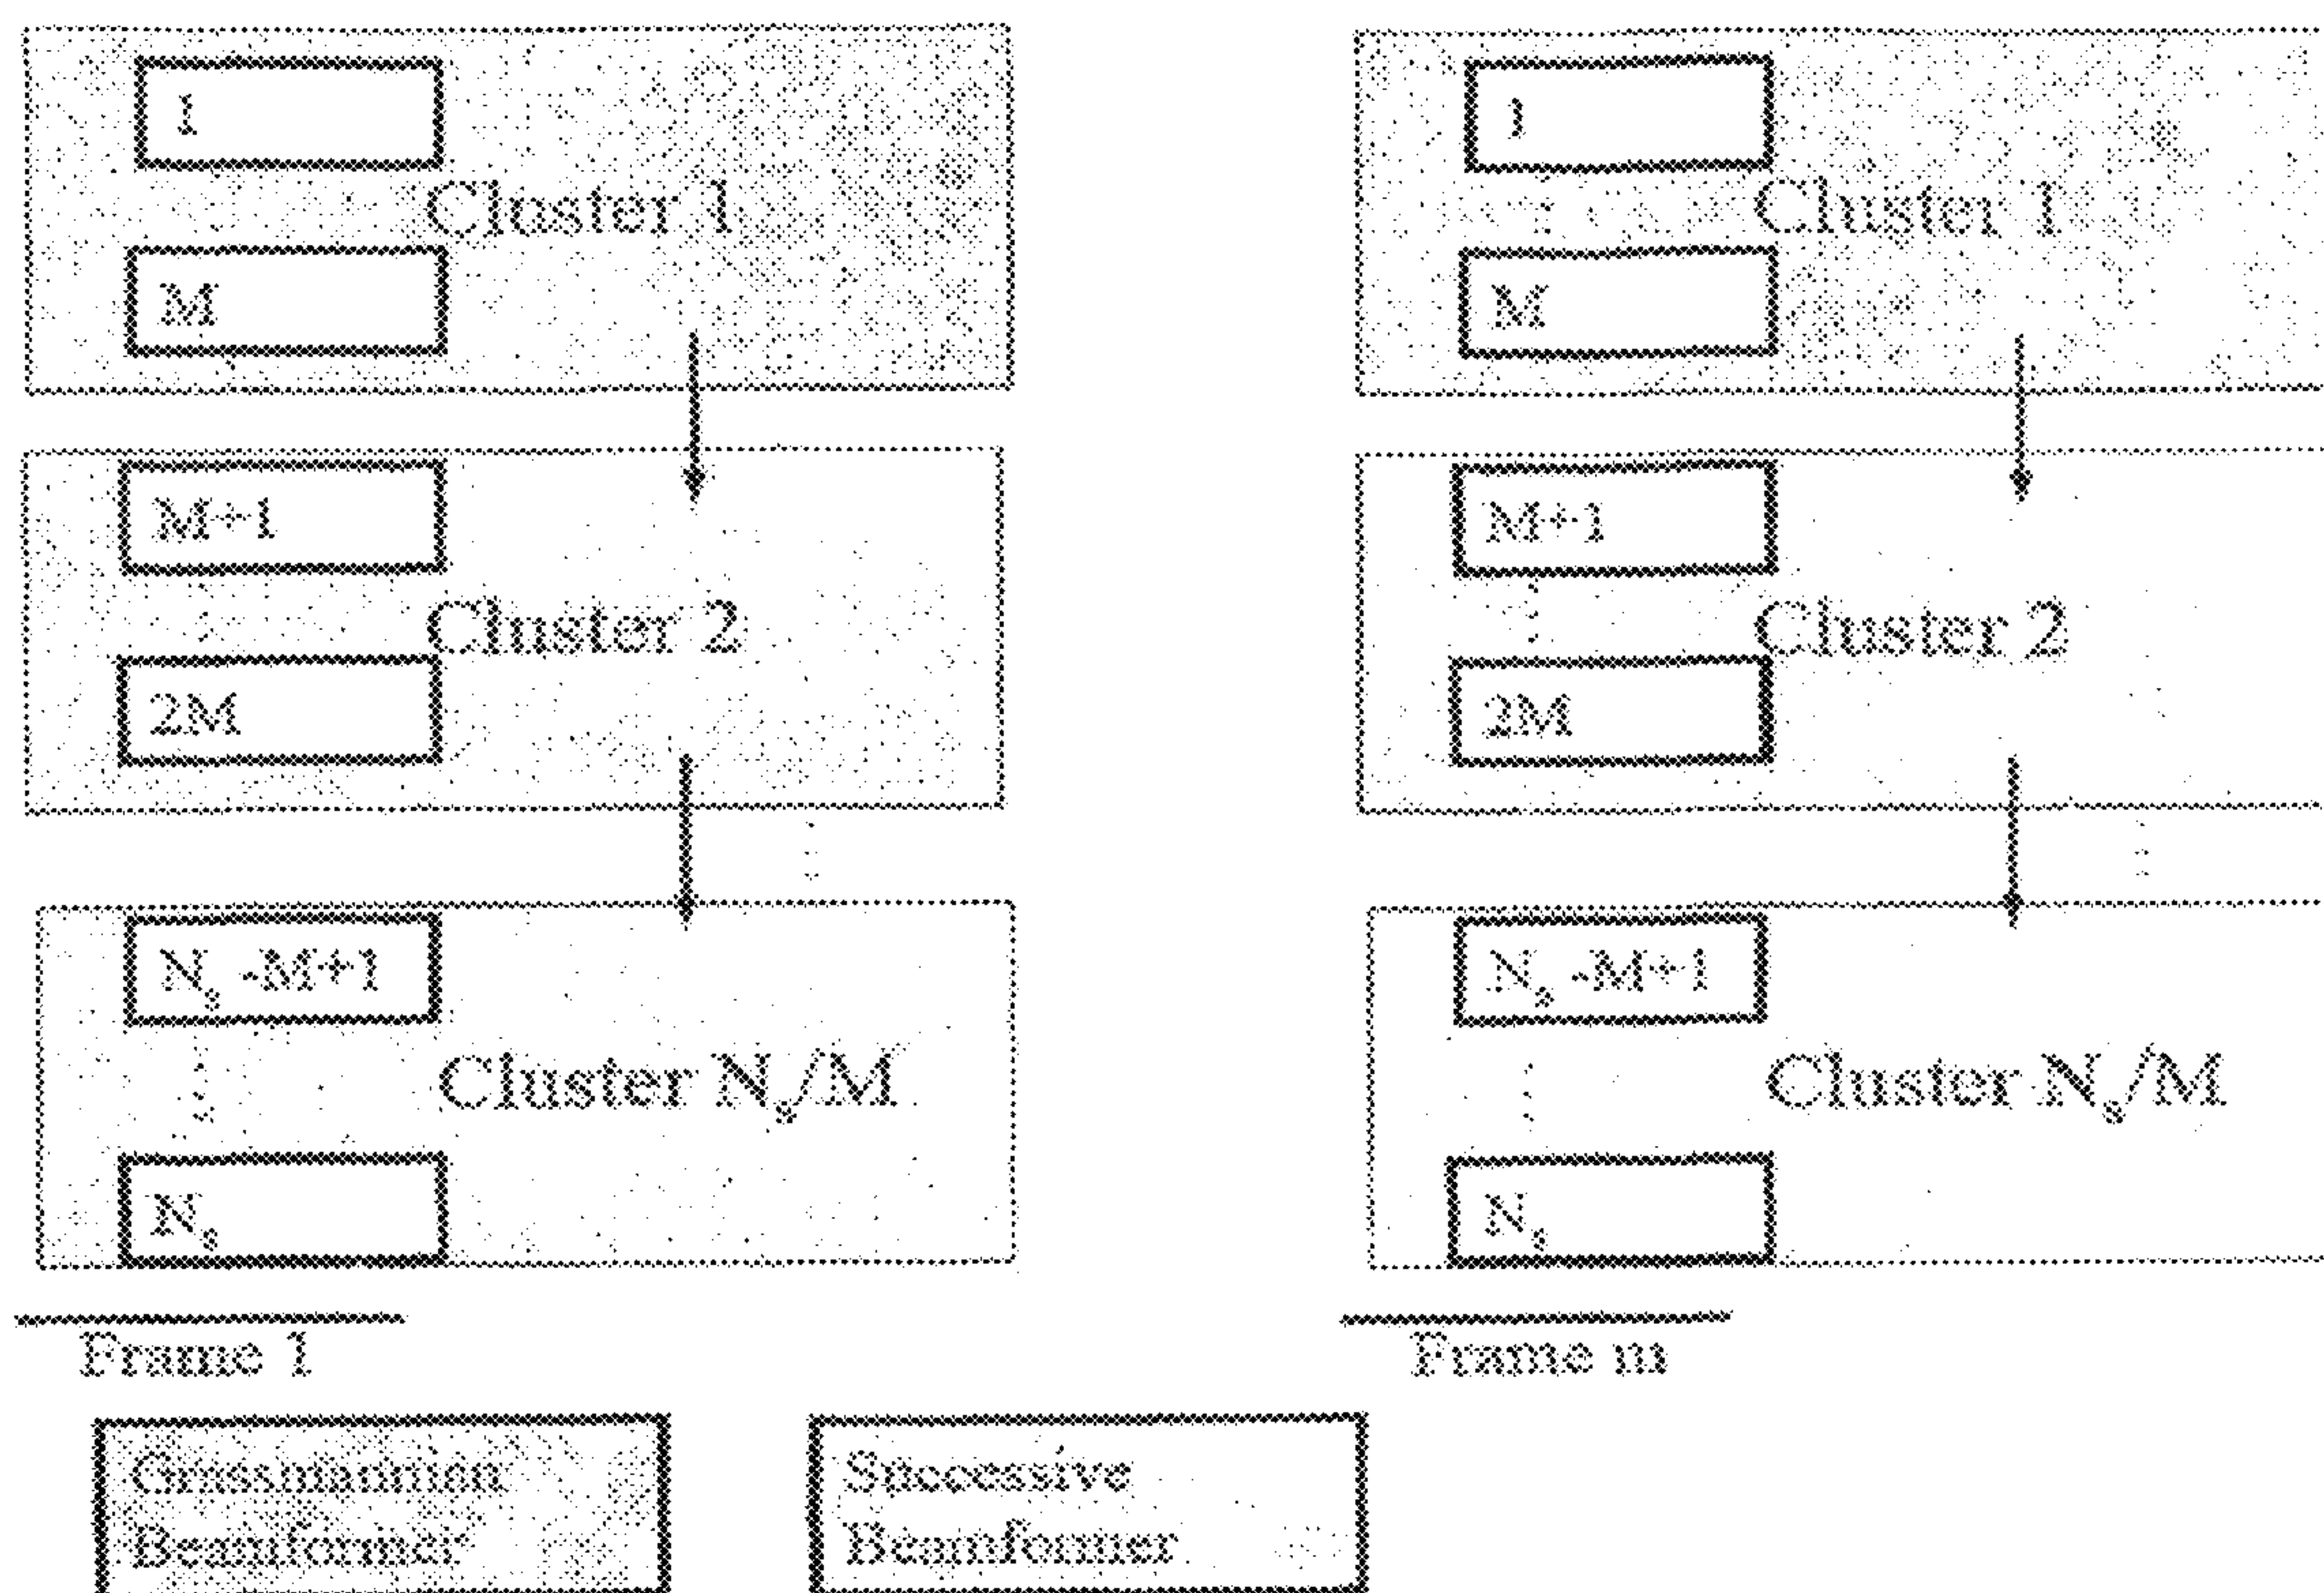 1
Cluster 1
M
M+1
Cluster 2
2M
Nₛ -M+1
Cluster Nₛ/M
Nₛ
Frame 1
1
Cluster 1
M
M+1
Cluster 2
2M
Nₛ -M+1
Cluster Nₛ/M
Nₛ
Frame m
Grassmannian
Beamformer
Successive
Beamformer